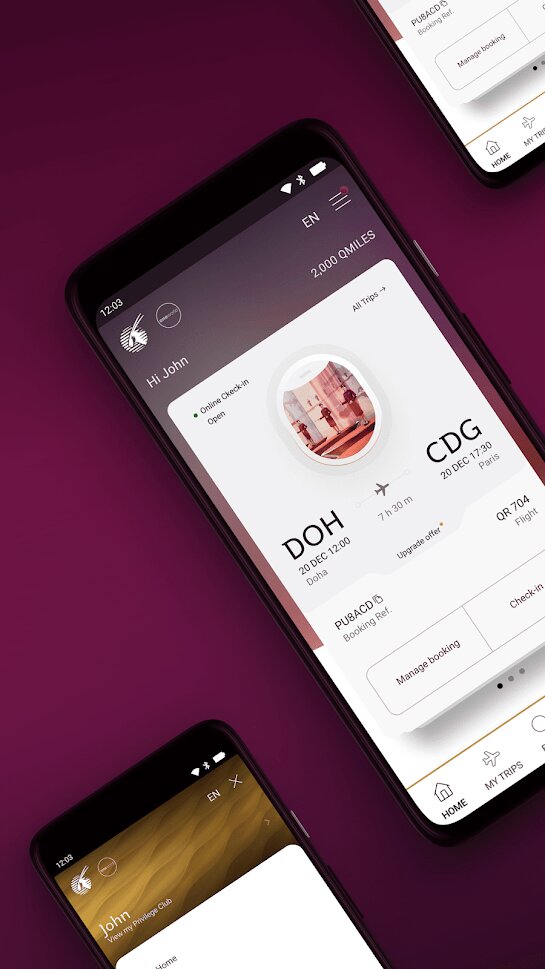 PU8ACD
Booking Ref.
Manage booking
HOME
12:03
EN
2,000 QMILES
Hi John
All Trips →
Online Ckeck-in
Open
DOH
20 DEC 12:00
Doha
7 h 30 m
CDG
20 DEC 17:30
Paris
Upgrade offer
QR 704
Flight
PU8ACD
Booking Ref.
Manage booking
Check-in
HOME
MY TRIPS
12:03
EN
John
View my Privilege Club
Home